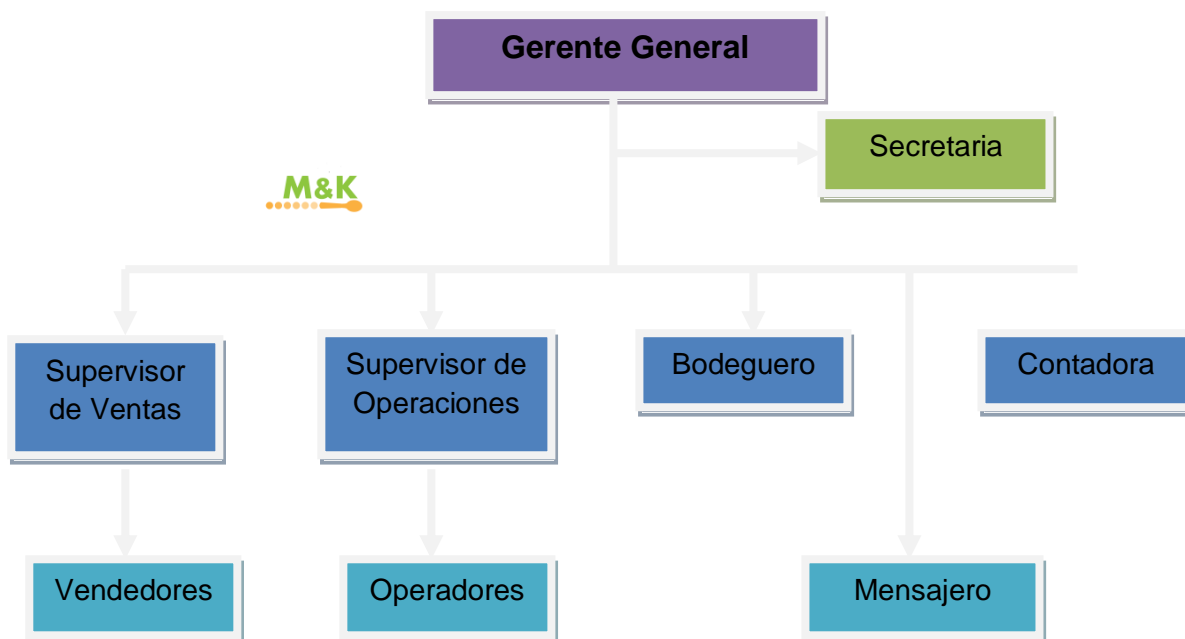 Gerente General
Secretaria
M&K
Supervisor
de Ventas
Supervisor de
Operaciones
Bodeguero
Contadora
Vendedores
Operadores
Mensajero